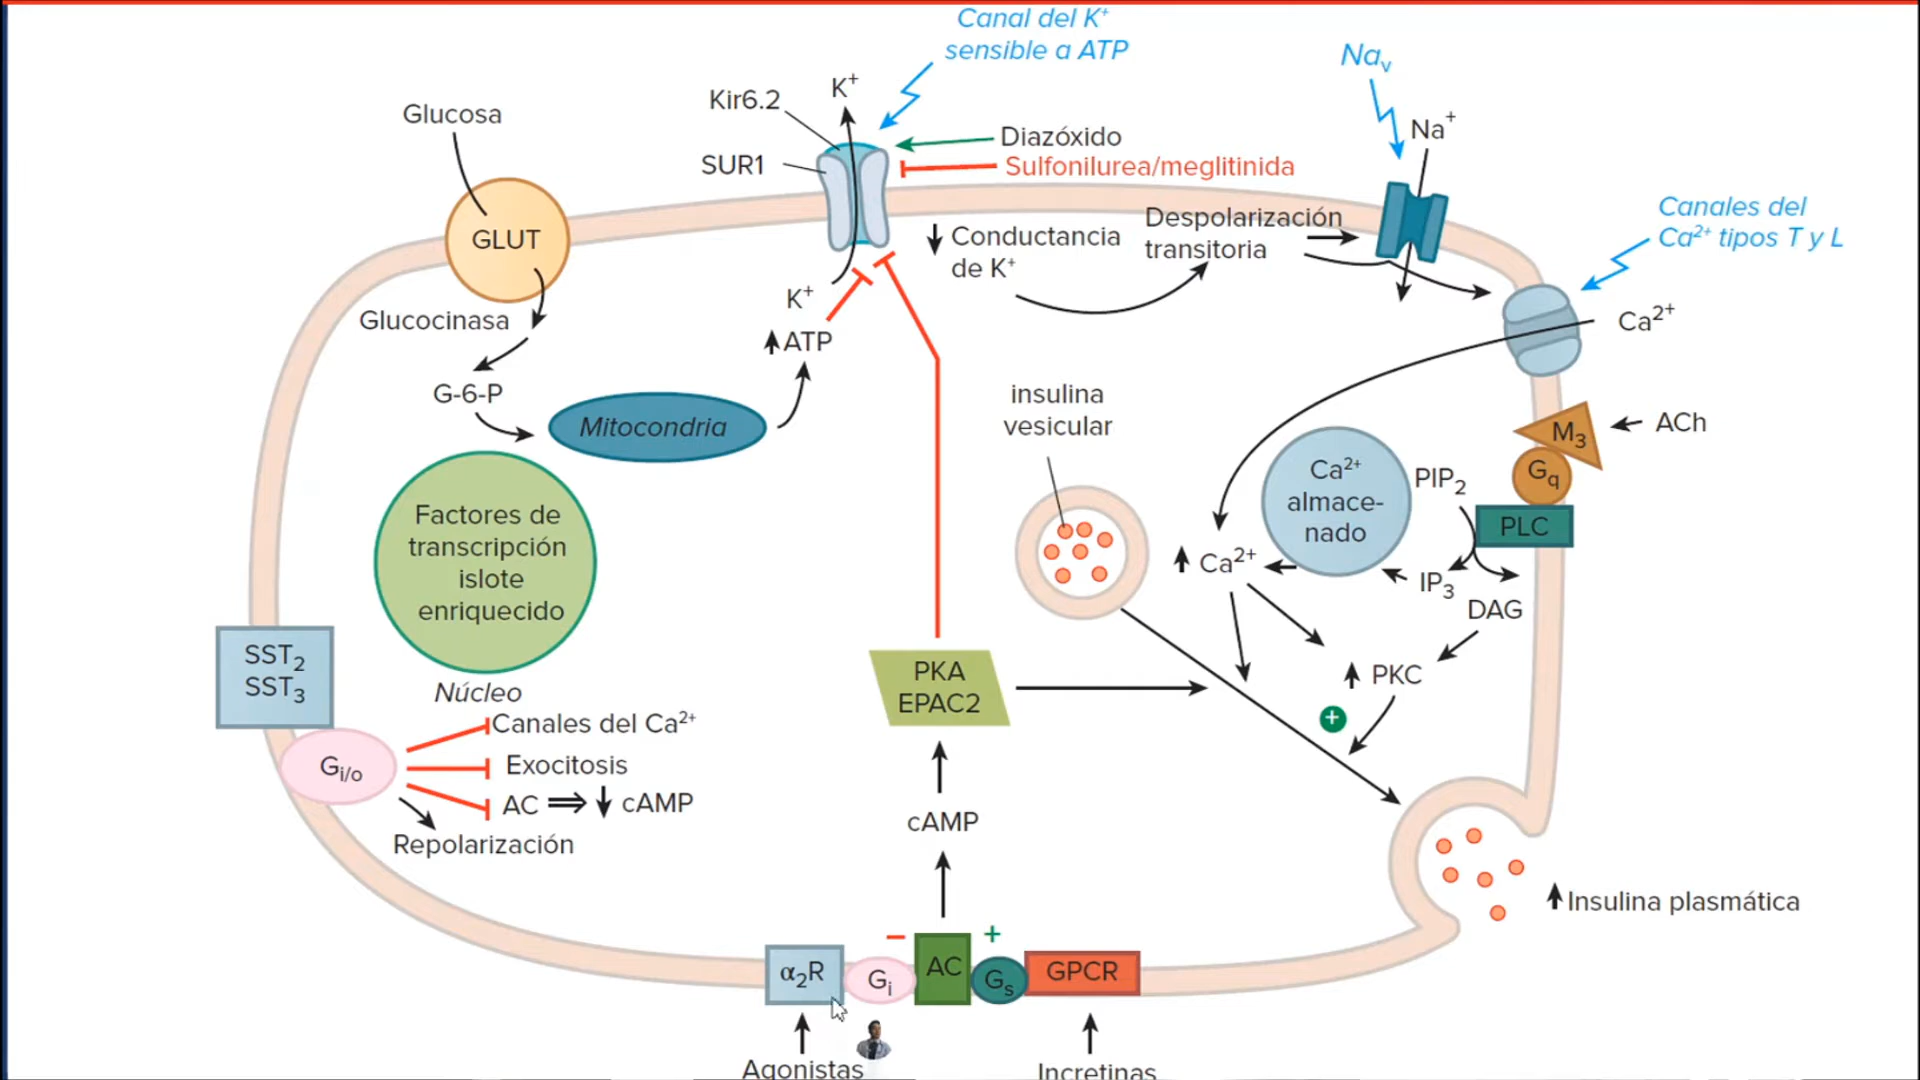 Canal del K⁺
sensible a ATP
Naᵥ
K⁺
Kir6.2
Glucosa
Na⁺
Diazóxido
SUR1
Sulfonilurea/meglitinida
Canales del
Ca²⁺ tipos T y L
GLUT
Conductancia
de K⁺
Despolarización
transitoria
K⁺
Glucocinasa
Ca²⁺
ATP
G-6-P
Mitocondria
insulina
vesicular
M₃
ACh
Gq
Ca²⁺
almace-
nado
PIP₂
PLC
Factores de
transcripción
islote
enriquecido
Núcleo
Ca²⁺
IP₃
DAG
PKC
+
SST₂
SST₃
PKA
EPAC2
Gi/o
Canales del Ca²⁺
Exocitosis
AC ⟹ ↓ cAMP
Repolarización
cAMP
Insulina plasmática
− +
α₂R
Gi
AC
Gs
GPCR
Agonistas
Incretinas